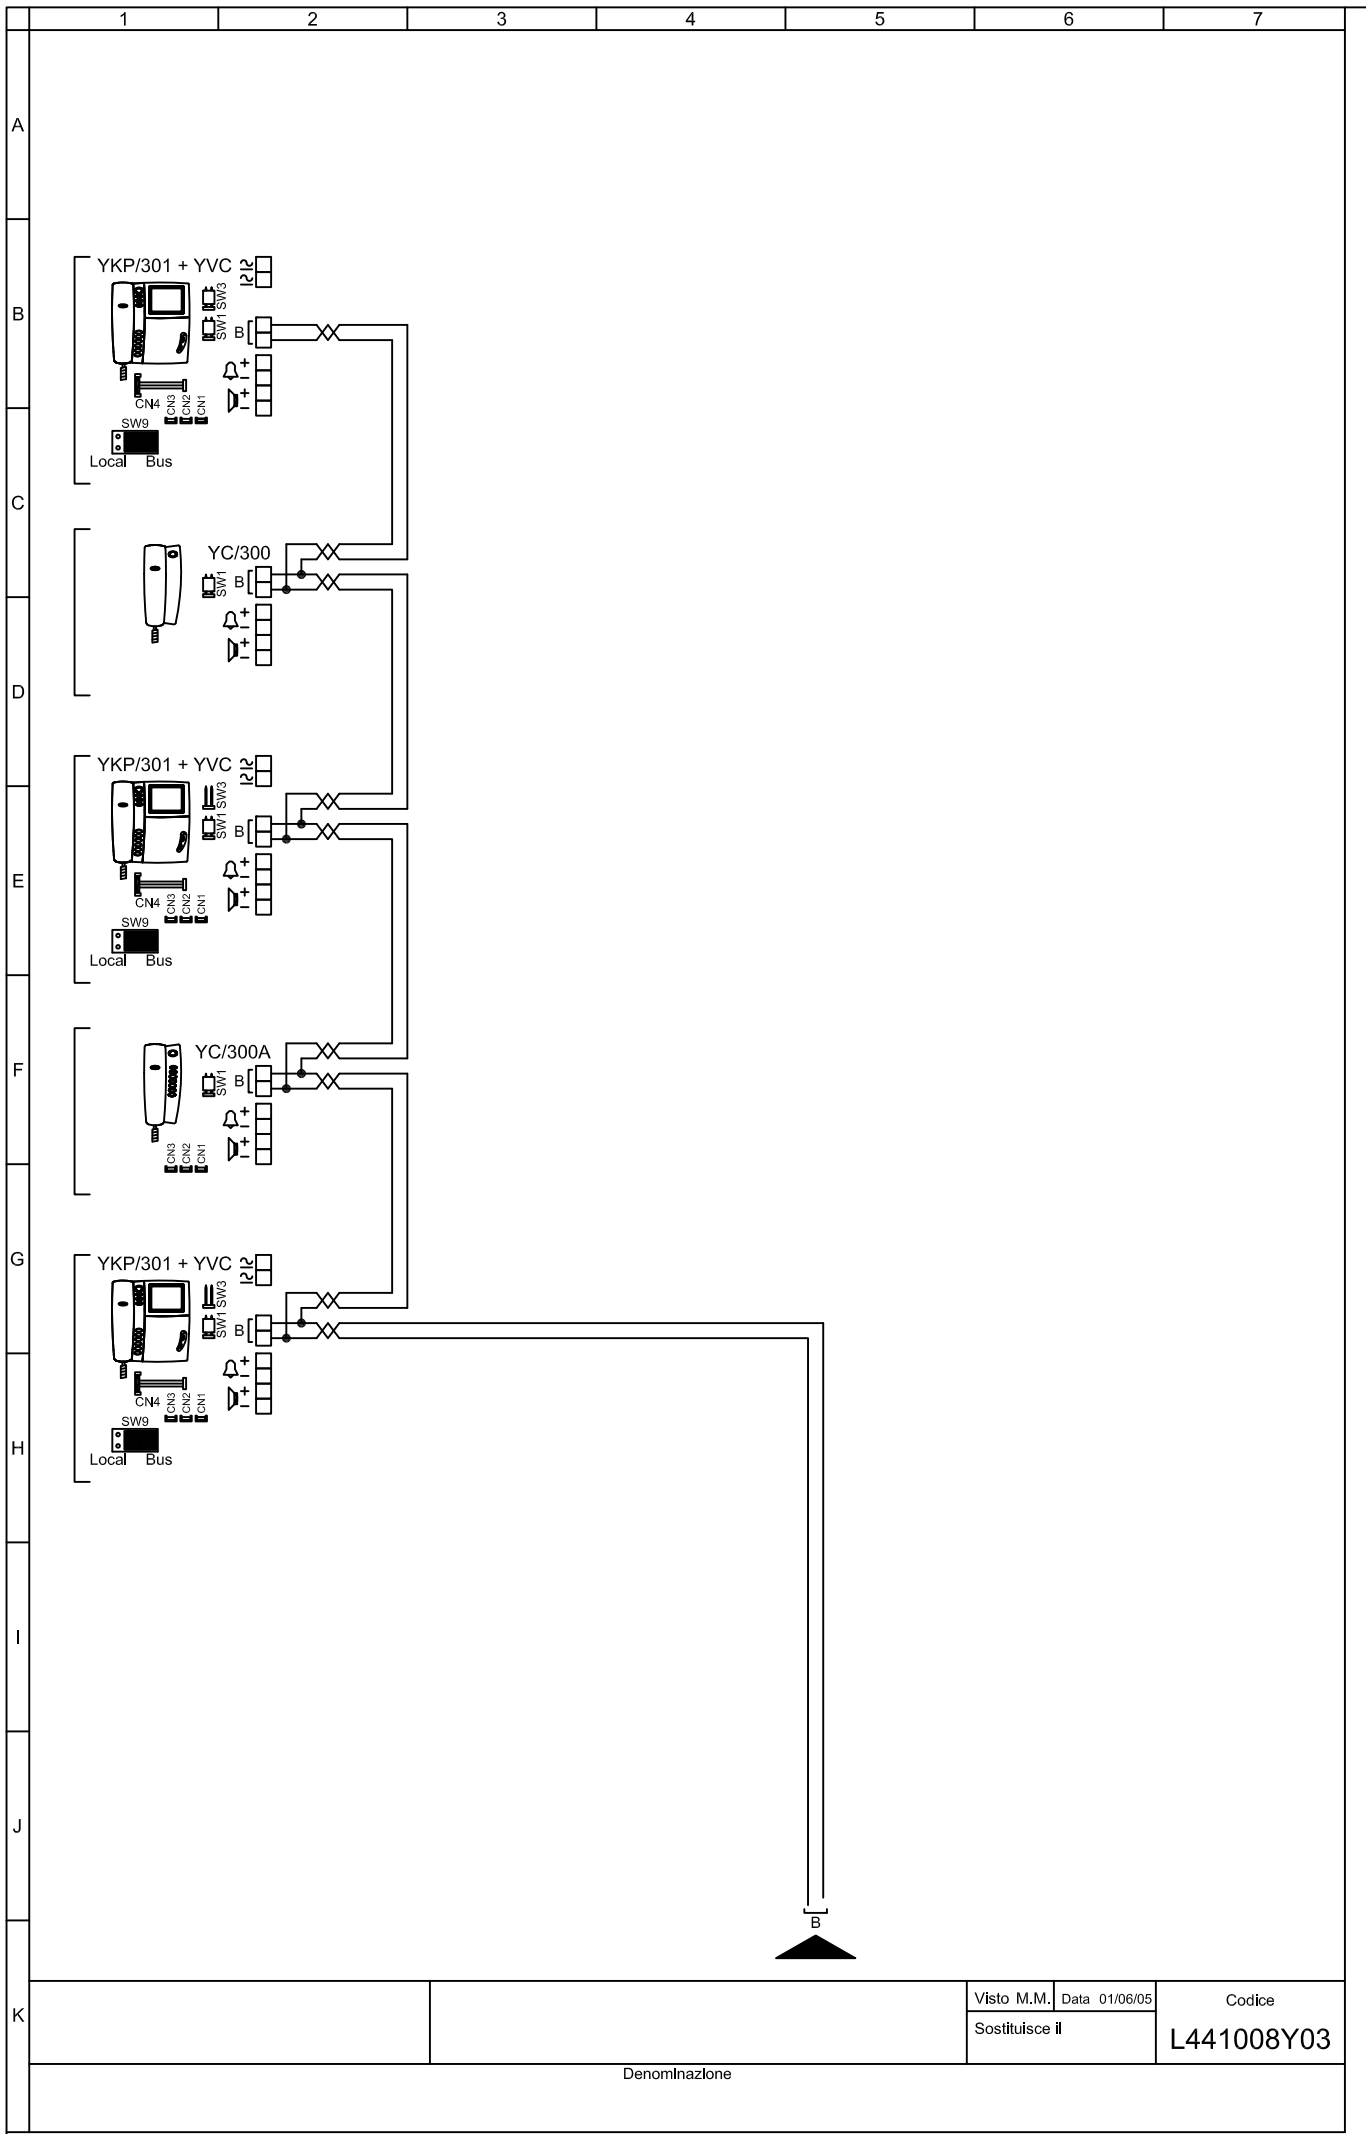 1 2 3 4 5 6 7
A
B
C
D
E
F
G
H
I
J
K
YKP/301 + YVC
SW3
SW1
B
+
–
+
–
CN4
CN3
CN2
CN1
SW9
Local Bus
YC/300
SW1
B
+
–
+
–
YKP/301 + YVC
SW3
SW1
B
+
–
+
–
CN4
CN3
CN2
CN1
SW9
Local Bus
YC/300A
SW1
B
+
–
+
–
CN3
CN2
CN1
YKP/301 + YVC
SW3
SW1
B
+
–
+
–
CN4
CN3
CN2
CN1
SW9
Local Bus
B
Visto M.M.
Data 01/06/05
Codice
Sostituisce il
L441008Y03
Denominazione